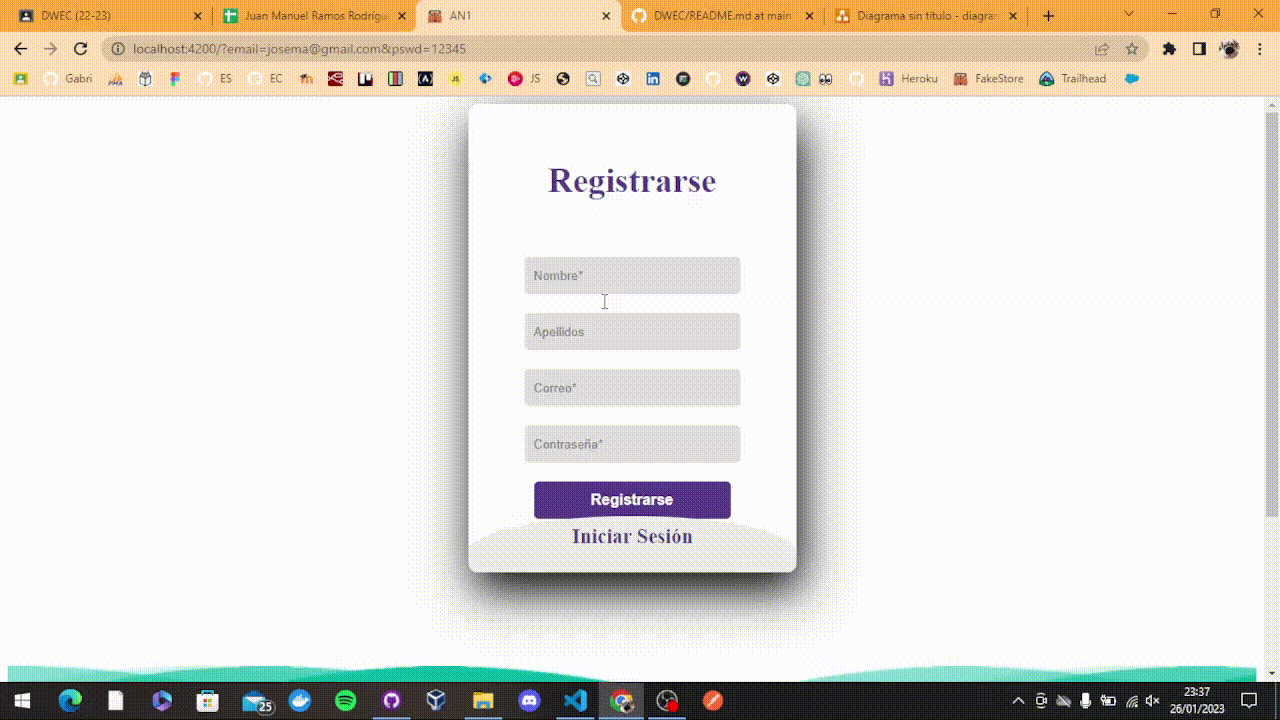 DWEC (22-23)
Juan Manuel Ramos Rodrígu
AN1
DWEC/README.md at main
Diagrama sin título - diagram
localhost:4200/?email=josema@gmail.com&pswd=12345
Gabri
ES
EC
JS
Heroku
FakeStore
Trailhead
Registrarse
Nombre*
Apellidos
Correo*
Contraseña*
Registrarse
Iniciar Sesión
25
23:37
26/01/2023